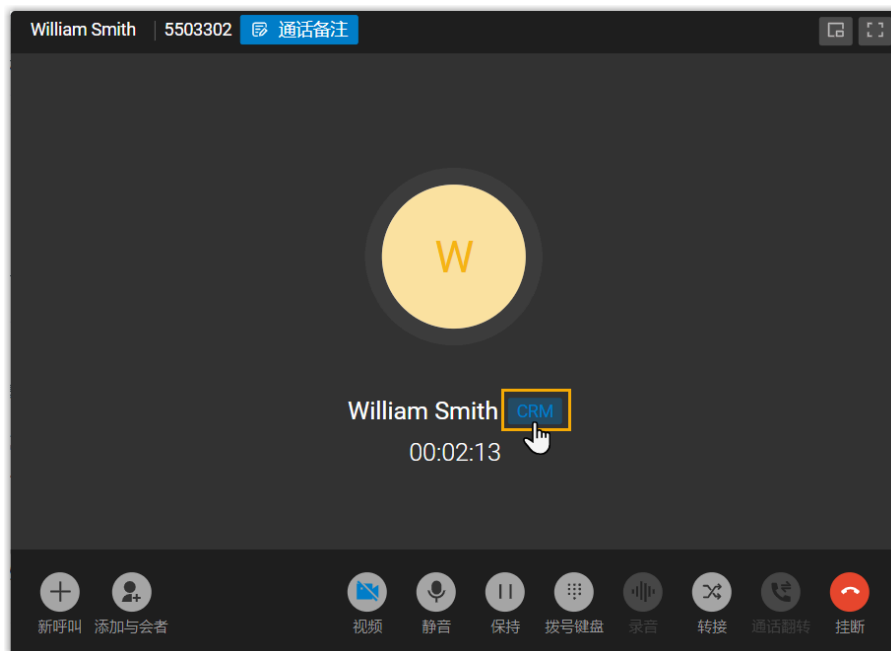 William Smith 5503302 通话备注
W
William Smith CRM
00:02:13
新呼叫 添加与会者 视频 静音 保持 拨号键盘 录音 转接 通话翻转 挂断